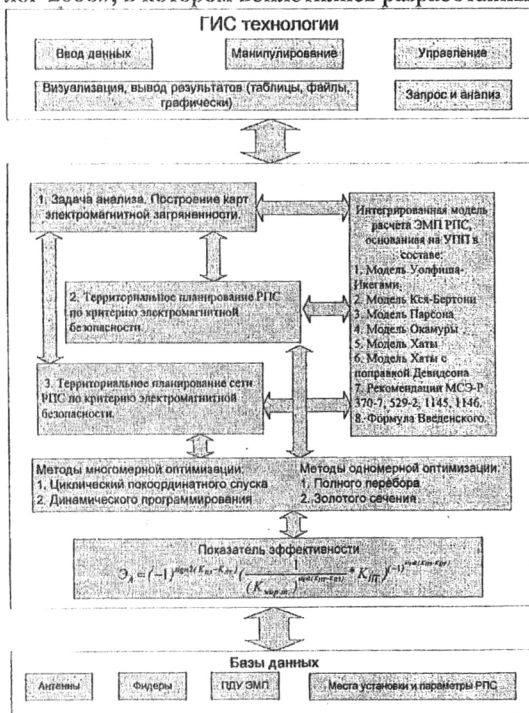 ГИС технологии
Ввод данных
Манипулирование
Управление
Визуализация, вывод результатов (таблицы, файлы,
графически)
Запрос и анализ
1. Задача анализа. Построение карт
электромагнитной загрязненности.
Интегрированная модель
расчета ЭМП РПС,
основанная на УПП в
составе:
1. Модель Уолфиша-
Икегами.
2. Модель Кся-Бертони
3. Модель Парсона
4. Модель Окамуры
5. Модель Хаты
6. Модель Хаты с
поправкой Девидсона
7. Рекомендации МСЭ-Р
370-7, 529-2, 1145, 1146.
8. Формула Введенского.
2. Территориальное планирование РПС
по критерию электромагнитной
безопасности.
3. Территориальное планирование сети
РПС по критерию электромагнитной
безопасности.
Методы многомерной оптимизации:
1. Циклический покоординатного спуска
2. Динамического программирования
Методы одномерной оптимизации:
1. Полного перебора
2. Золотого сечения
Показатель эффективности
Базы данных
Антенны
Фидеры
ПДУ ЭМП
Места установки и параметры РПС